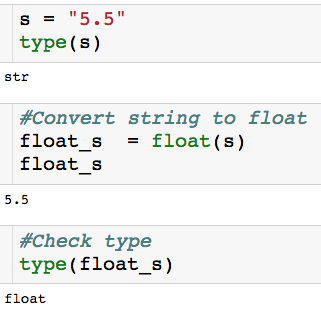 s = "5.5"
type(s)
str
#Convert string to float
float_s  = float(s)
float_s
5.5
#Check type
type(float_s)
float